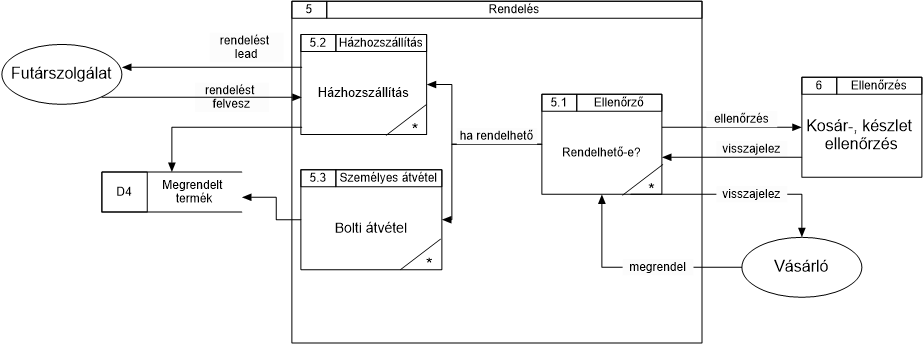 5 Rendelés
rendelést
lead
Futárszolgálat
rendelést
felvesz
5.2 Házhozszállítás
Házhozszállítás
*
ha rendelhető
5.1 Ellenőrző
Rendelhető-e?
*
ellenőrzés
visszajelez
6 Ellenőrzés
Kosár-, készlet
ellenőrzés
D4
Megrendelt
termék
5.3 Személyes átvétel
Bolti átvétel
*
visszajelez
megrendel
Vásárló